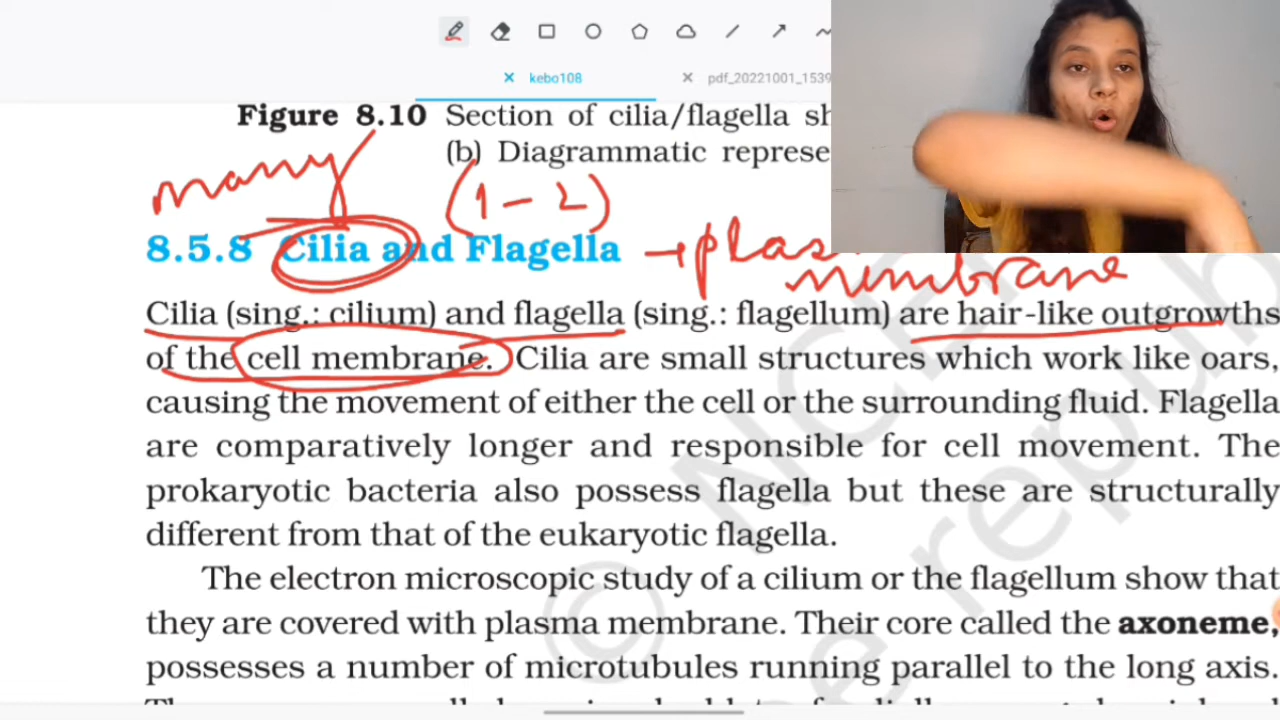 kebo108
pdf_20221001_1539
Figure 8.10 Section of cilia/flagella sh
(b) Diagrammatic represe
many
(1 - 2)
8.5.8 Cilia and Flagella → plas
membrane
Cilia (sing.: cilium) and flagella (sing.: flagellum) are hair-like outgrowths
of the cell membrane. Cilia are small structures which work like oars,
causing the movement of either the cell or the surrounding fluid. Flagella
are comparatively longer and responsible for cell movement. The
prokaryotic bacteria also possess flagella but these are structurally
different from that of the eukaryotic flagella.
The electron microscopic study of a cilium or the flagellum show that
they are covered with plasma membrane. Their core called the axoneme,
possesses a number of microtubules running parallel to the long axis.
© NCE
e republ